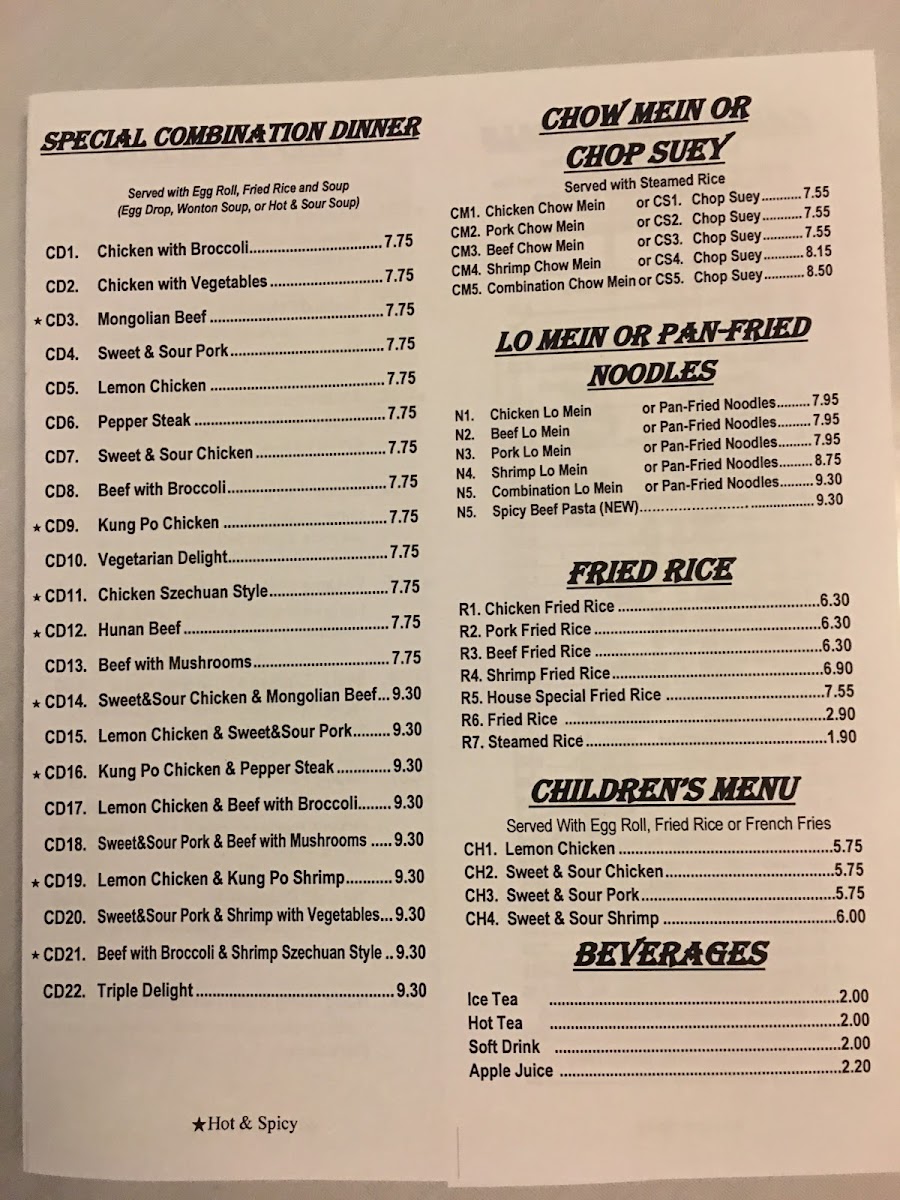 SPECIAL COMBINATION DINNER
Served with Egg Roll, Fried Rice and Soup
(Egg Drop, Wonton Soup, or Hot & Sour Soup)
CD1. Chicken with Broccoli................................7.75
CD2. Chicken with Vegetables...........................7.75
★ CD3. Mongolian Beef..........................................7.75
CD4. Sweet & Sour Pork.....................................7.75
CD5. Lemon Chicken..........................................7.75
CD6. Pepper Steak..............................................7.75
CD7. Sweet & Sour Chicken...............................7.75
CD8. Beef with Broccoli......................................7.75
★ CD9. Kung Po Chicken.......................................7.75
CD10. Vegetarian Delight......................................7.75
★ CD11. Chicken Szechuan Style.............................7.75
★ CD12. Hunan Beef.................................................7.75
CD13. Beef with Mushrooms.................................7.75
★ CD14. Sweet&Sour Chicken & Mongolian Beef...9.30
CD15. Lemon Chicken & Sweet&Sour Pork.........9.30
★ CD16. Kung Po Chicken & Pepper Steak............9.30
CD17. Lemon Chicken & Beef with Broccoli........9.30
CD18. Sweet&Sour Pork & Beef with Mushrooms .....9.30
★ CD19. Lemon Chicken & Kung Po Shrimp..........9.30
CD20. Sweet&Sour Pork & Shrimp with Vegetables...9.30
★ CD21. Beef with Broccoli & Shrimp Szechuan Style ..9.30
CD22. Triple Delight...........................................9.30
★Hot & Spicy
CHOW MEIN OR
CHOP SUEY
Served with Steamed Rice
CM1. Chicken Chow Mein or CS1. Chop Suey...........7.55
CM2. Pork Chow Mein or CS2. Chop Suey...........7.55
CM3. Beef Chow Mein or CS3. Chop Suey...........7.55
CM4. Shrimp Chow Mein or CS4. Chop Suey...........8.15
CM5. Combination Chow Mein or CS5. Chop Suey...........8.50
LO MEIN OR PAN-FRIED
NOODLES
N1. Chicken Lo Mein or Pan-Fried Noodles.........7.95
N2. Beef Lo Mein or Pan-Fried Noodles.........7.95
N3. Pork Lo Mein or Pan-Fried Noodles.........7.95
N4. Shrimp Lo Mein or Pan-Fried Noodles.........8.75
N5. Combination Lo Mein or Pan-Fried Noodles.........9.30
N5. Spicy Beef Pasta (NEW)..........................................9.30
FRIED RICE
R1. Chicken Fried Rice.............................................6.30
R2. Pork Fried Rice..................................................6.30
R3. Beef Fried Rice..................................................6.30
R4. Shrimp Fried Rice..............................................6.90
R5. House Special Fried Rice...................................7.55
R6. Fried Rice..........................................................2.90
R7. Steamed Rice.....................................................1.90
CHILDREN'S MENU
Served With Egg Roll, Fried Rice or French Fries
CH1. Lemon Chicken..............................................5.75
CH2. Sweet & Sour Chicken....................................5.75
CH3. Sweet & Sour Pork.........................................5.75
CH4. Sweet & Sour Shrimp.....................................6.00
BEVERAGES
Ice Tea ..............................................................2.00
Hot Tea ..............................................................2.00
Soft Drink ..............................................................2.00
Apple Juice ............................................................2.20